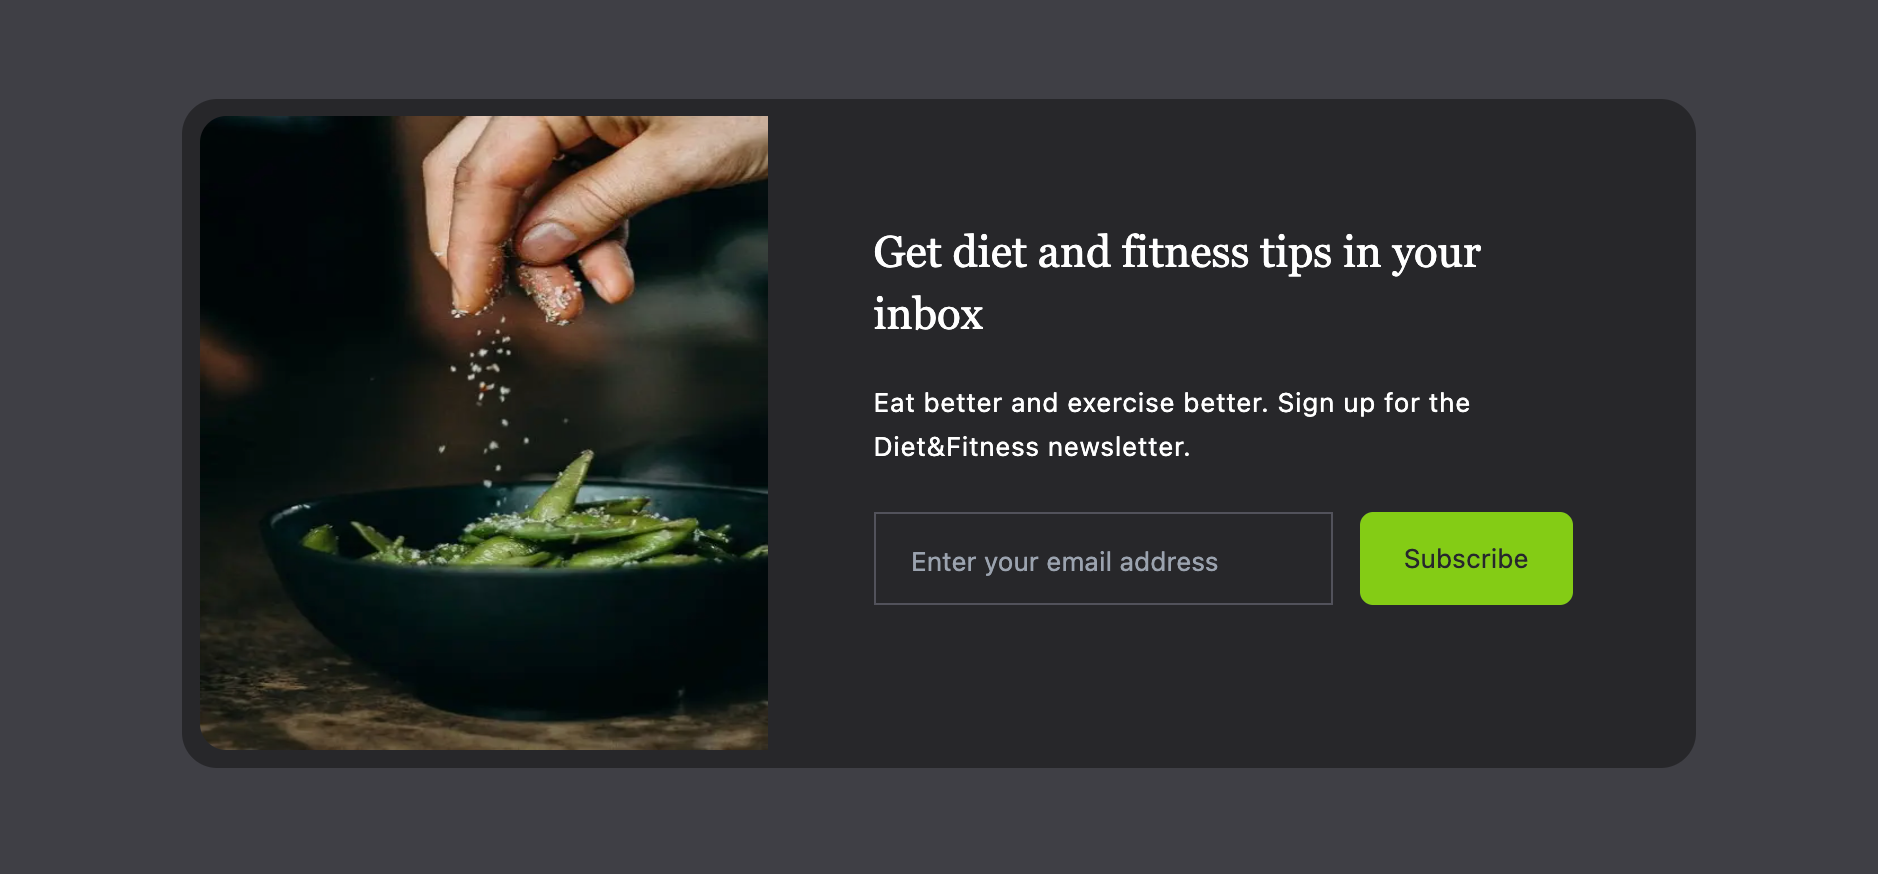 Get diet and fitness tips in your
inbox
Eat better and exercise better. Sign up for the
Diet&Fitness newsletter.
Enter your email address
Subscribe